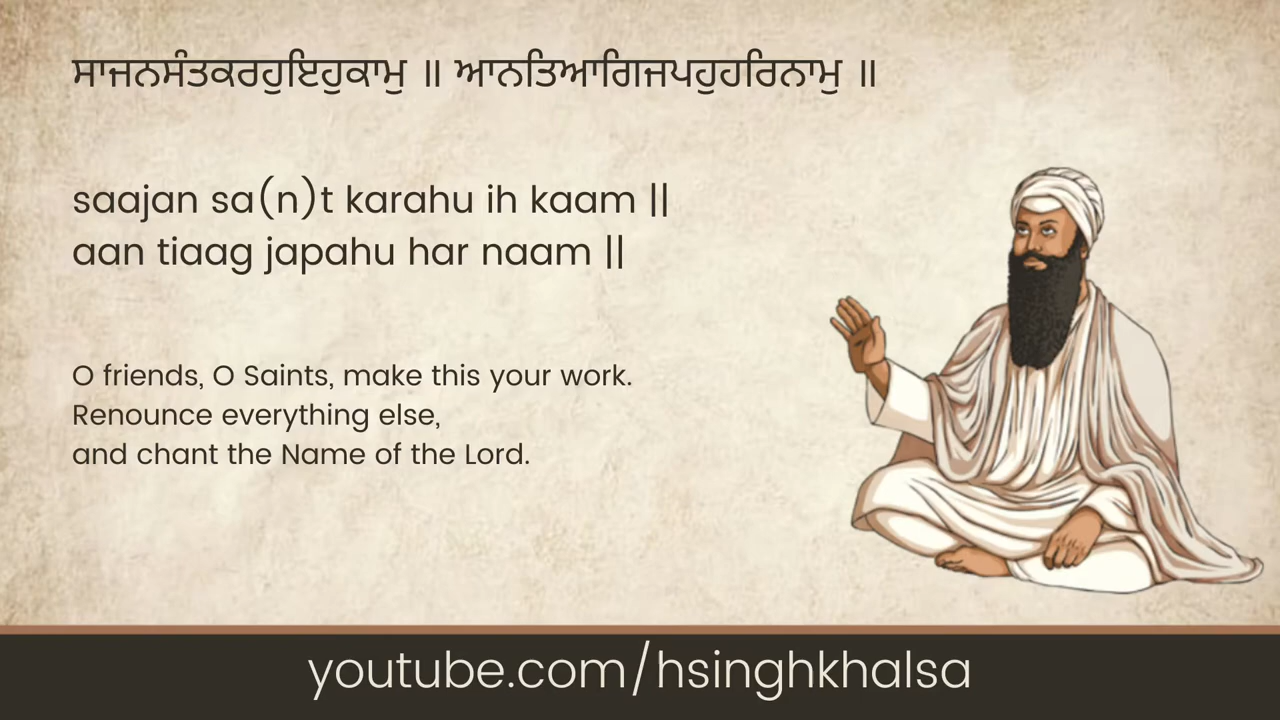 ਸਾਜਨਸੰਤਕਰਹੁਇਹੁਕਾਮੁ ॥ ਆਨਤਿਆਗਿਜਪਹੁਹਰਿਨਾਮੁ ॥
saajan sa(n)t karahu ih kaam ||
aan tiaag japahu har naam ||
O friends, O Saints, make this your work.
Renounce everything else,
and chant the Name of the Lord.
youtube.com/hsinghkhalsa